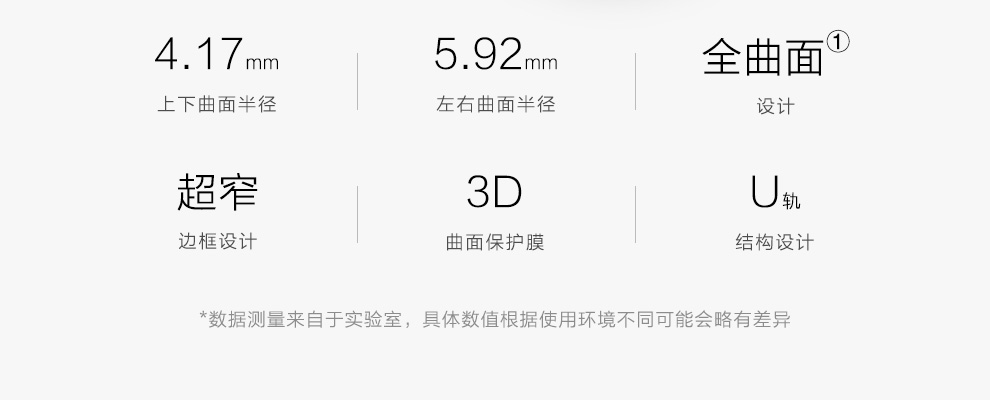 4.17mm 5.92mm 全曲面①
上下曲面半径 左右曲面半径 设计
超窄 3D U轨
边框设计 曲面保护膜 结构设计
*数据测量来自于实验室，具体数值根据使用环境不同可能会略有差异